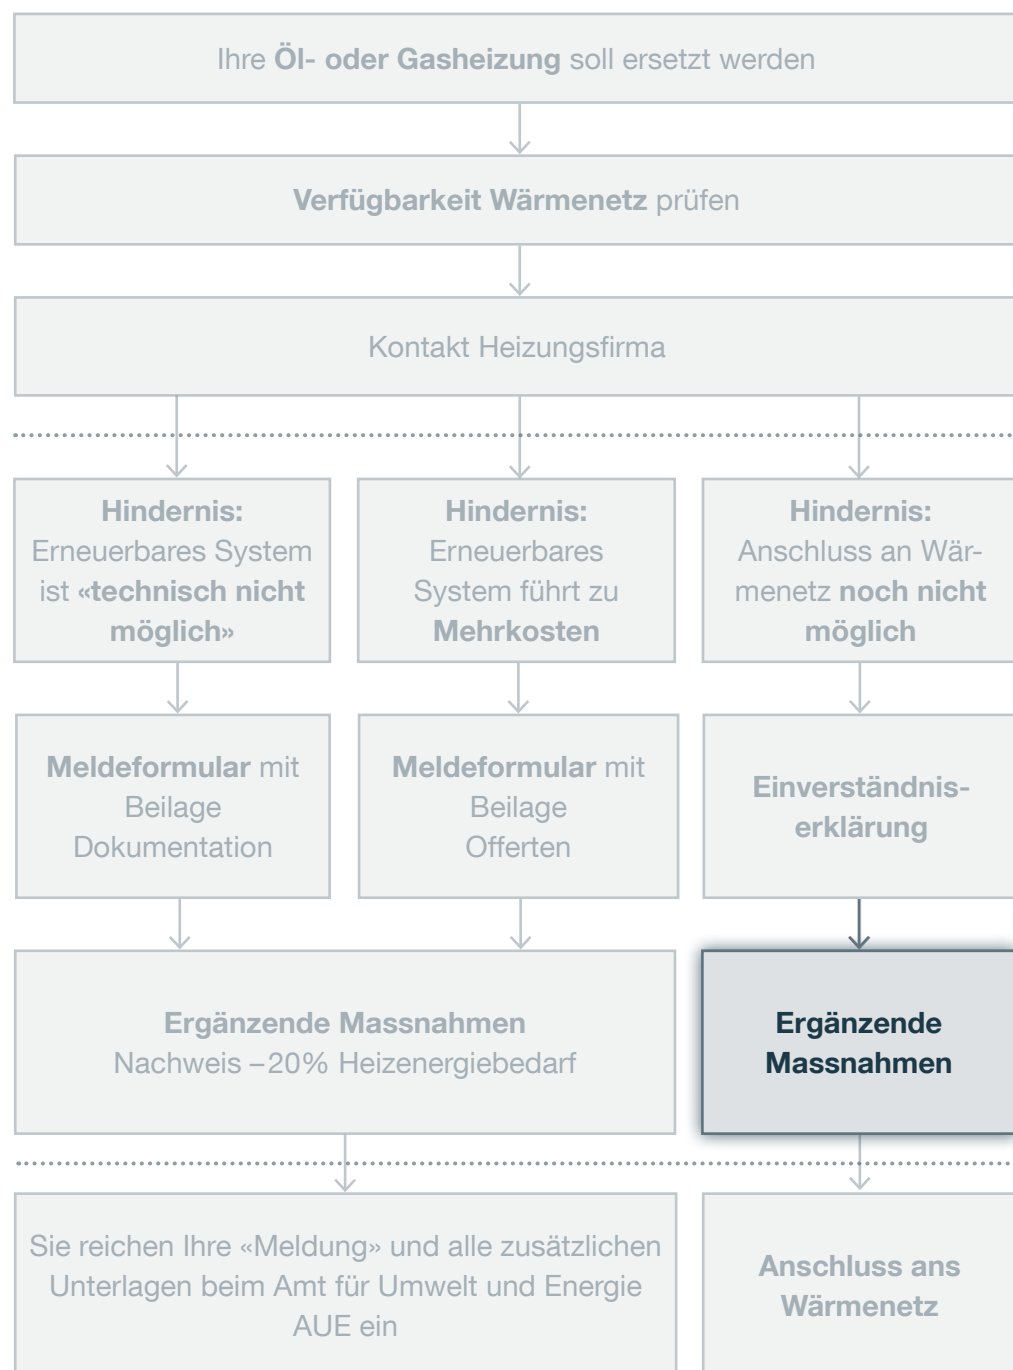 Ihre Öl- oder Gasheizung soll ersetzt werden
Verfügbarkeit Wärmenetz prüfen
Kontakt Heizungsfirma
Hindernis:
Erneuerbares System
ist «technisch nicht
möglich»
Hindernis:
Erneuerbares
System führt zu
Mehrkosten
Hindernis:
Anschluss an Wär-
menetz noch nicht
möglich
Meldeformular mit
Beilage
Dokumentation
Meldeformular mit
Beilage
Offerten
Einverständnis-
erklärung
Ergänzende Massnahmen
Nachweis –20% Heizenergiebedarf
Ergänzende
Massnahmen
Sie reichen Ihre «Meldung» und alle zusätzlichen
Unterlagen beim Amt für Umwelt und Energie
AUE ein
Anschluss ans
Wärmenetz